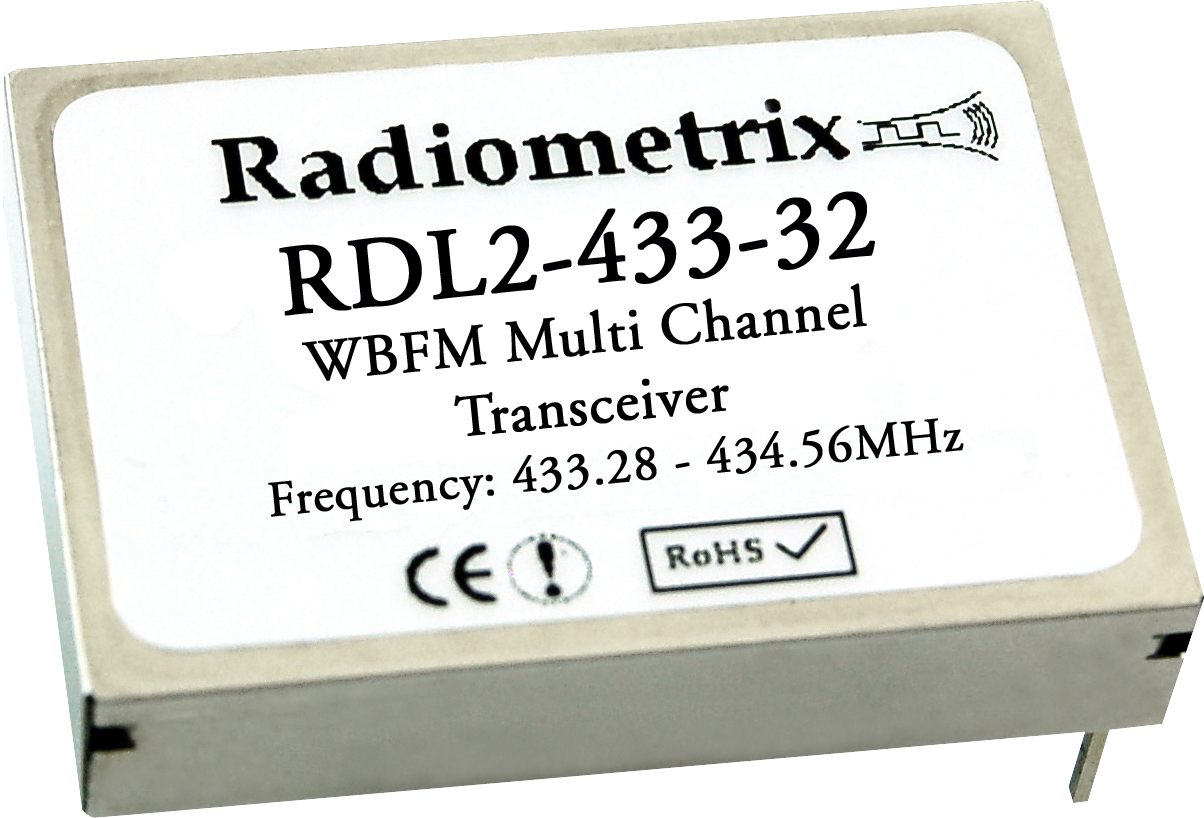 Radiometrix
RDL2-433-32
WBFM Multi Channel
Transceiver
Frequency: 433.28 - 434.56MHz
CE ! RoHS ✓